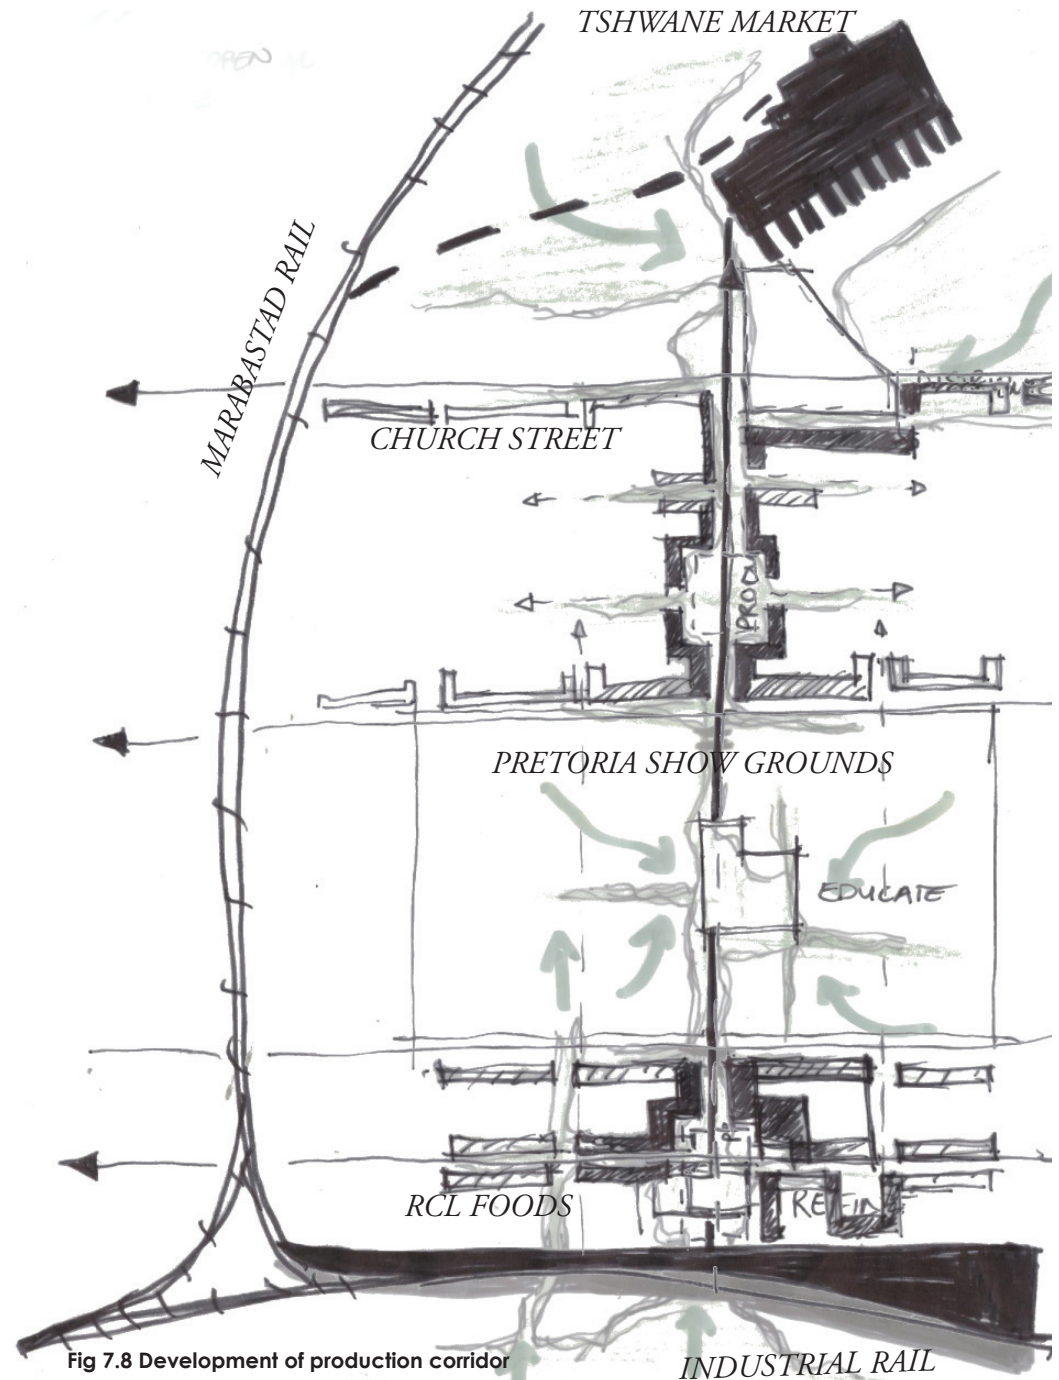 TSHWANE MARKET
MARABASTAD RAIL
CHURCH STREET
PROD
PRETORIA SHOW GROUNDS
EDUCATE
RCL FOODS
REFINE
Fig 7.8 Development of production corridor
INDUSTRIAL RAIL